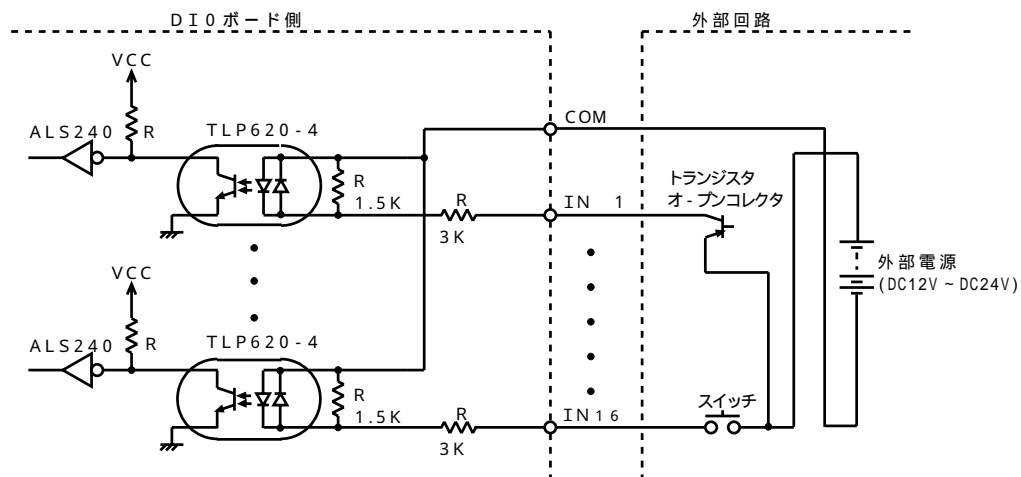 DIOボード側
外部回路
VCC
ALS240
R
TLP620-4
R
1.5K
R
3K
COM
IN 1
トランジスタ
オ-プンコレクタ
外部電源
(DC12V ~ DC24V)
VCC
ALS240
R
TLP620-4
R
1.5K
R
3K
IN16
スイッチ